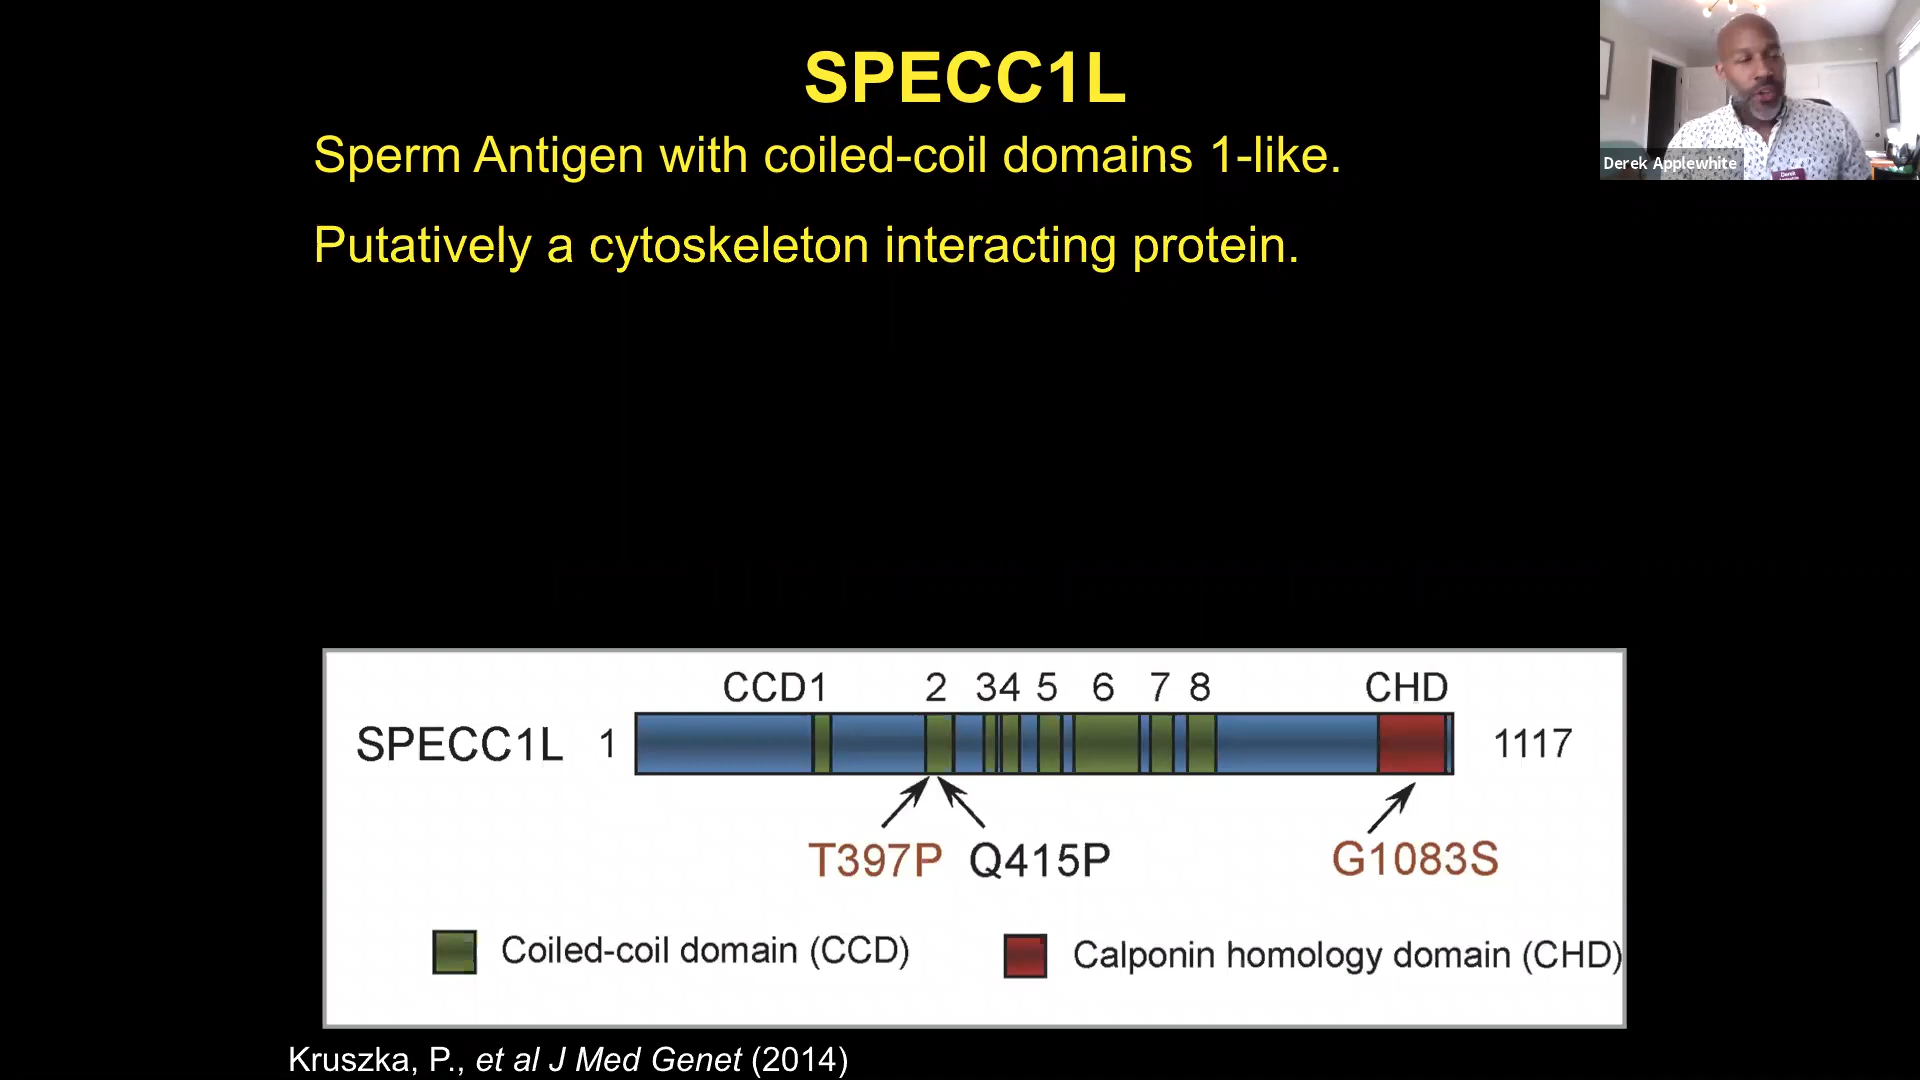 SPECC1L
Sperm Antigen with coiled-coil domains 1-like.
Derek Applewhite
Derek
Putatively a cytoskeleton interacting protein.
CCD1 2 34 5 6 7 8 CHD
SPECC1L 1 1117
T397P Q415P G1083S
Coiled-coil domain (CCD) Calponin homology domain (CHD)
Kruszka, P., et al J Med Genet (2014)